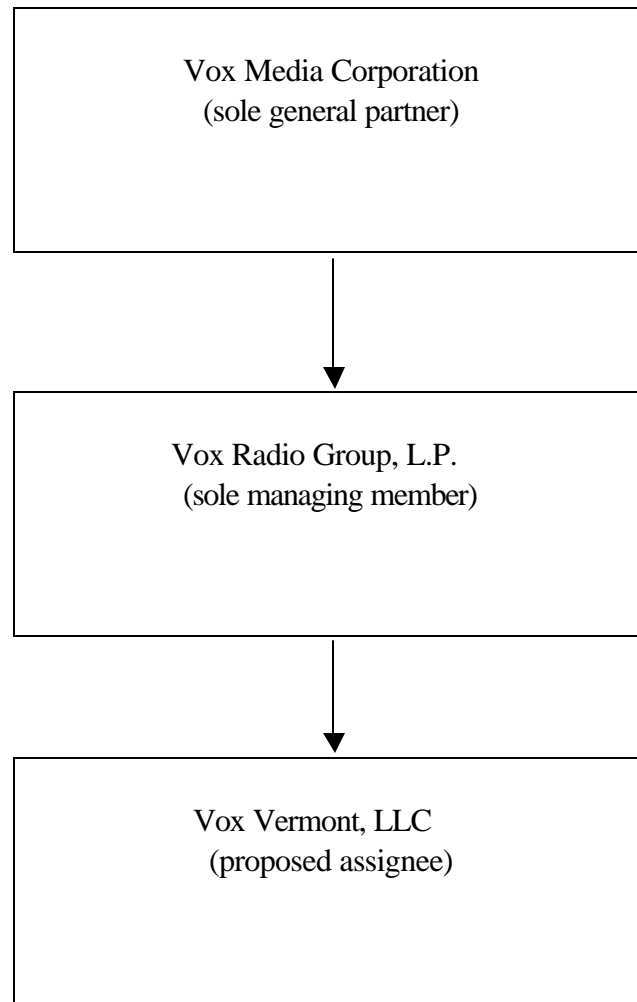 Vox Media Corporation
(sole general partner)
Vox Radio Group, L.P.
(sole managing member)
Vox Vermont, LLC
(proposed assignee)